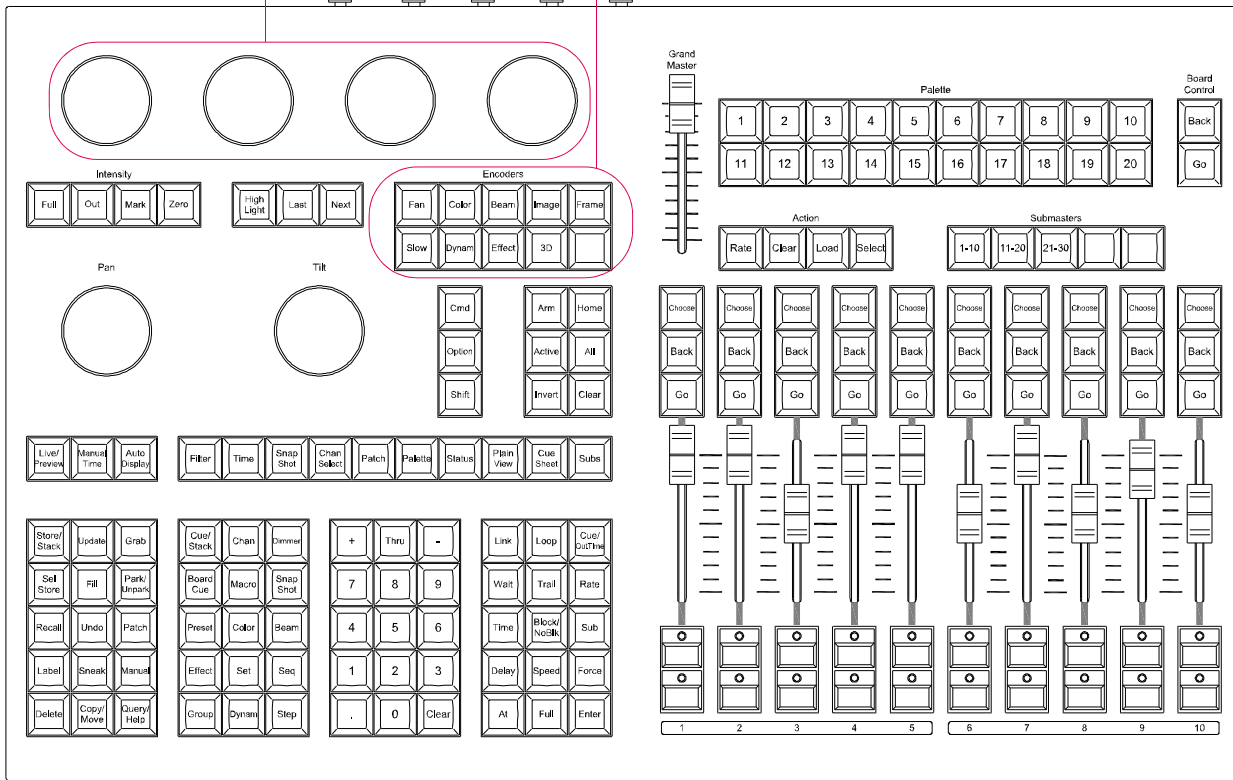 Grand
Master
Palette
Board
Control
1 2 3 4 5 6 7 8 9 10
Back
11 12 13 14 15 16 17 18 19 20
Go
Intensity
Full Out Mark Zero
High
Light
Last Next
Encoders
Fan Color Beam Image Frame
Slow Dynam Effect 3D
Action
Rate Clear Load Select
Submasters
1-10 11-20 21-30
Pan
Tilt
Cmd
Option
Shift
Arm Home
Active All
Invert Clear
Choose Choose Choose Choose Choose Choose Choose Choose Choose Choose
Back Back Back Back Back Back Back Back Back Back
Go Go Go Go Go Go Go Go Go Go
Live/
Preview
Manual
Time
Auto
Display
Filter
Time
Snap
Shot
Chan
Select
Patch
Palette
Status
Plain
View
Cue
Sheet
Subs
Store/
Stack
Update
Grab
Sel
Store
Fill
Park/
Unpark
Recall Undo Patch
Label Sneak Manual
Delete
Copy/
Move
Query/
Help
Cue/
Stack
Chan
Dimmer
Board
Cue
Macro
Snap
Shot
Preset Color Beam
Effect Set Seq
Group Dynam Step
+ Thru -
7 8 9
4 5 6
1 2 3
. 0 Clear
Link
Loop
Cue/
OutTime
Wait Trail Rate
Time
Block/
NoBlk
Sub
Delay Speed Force
At Full Enter
1 2 3 4 5 6 7 8 9 10